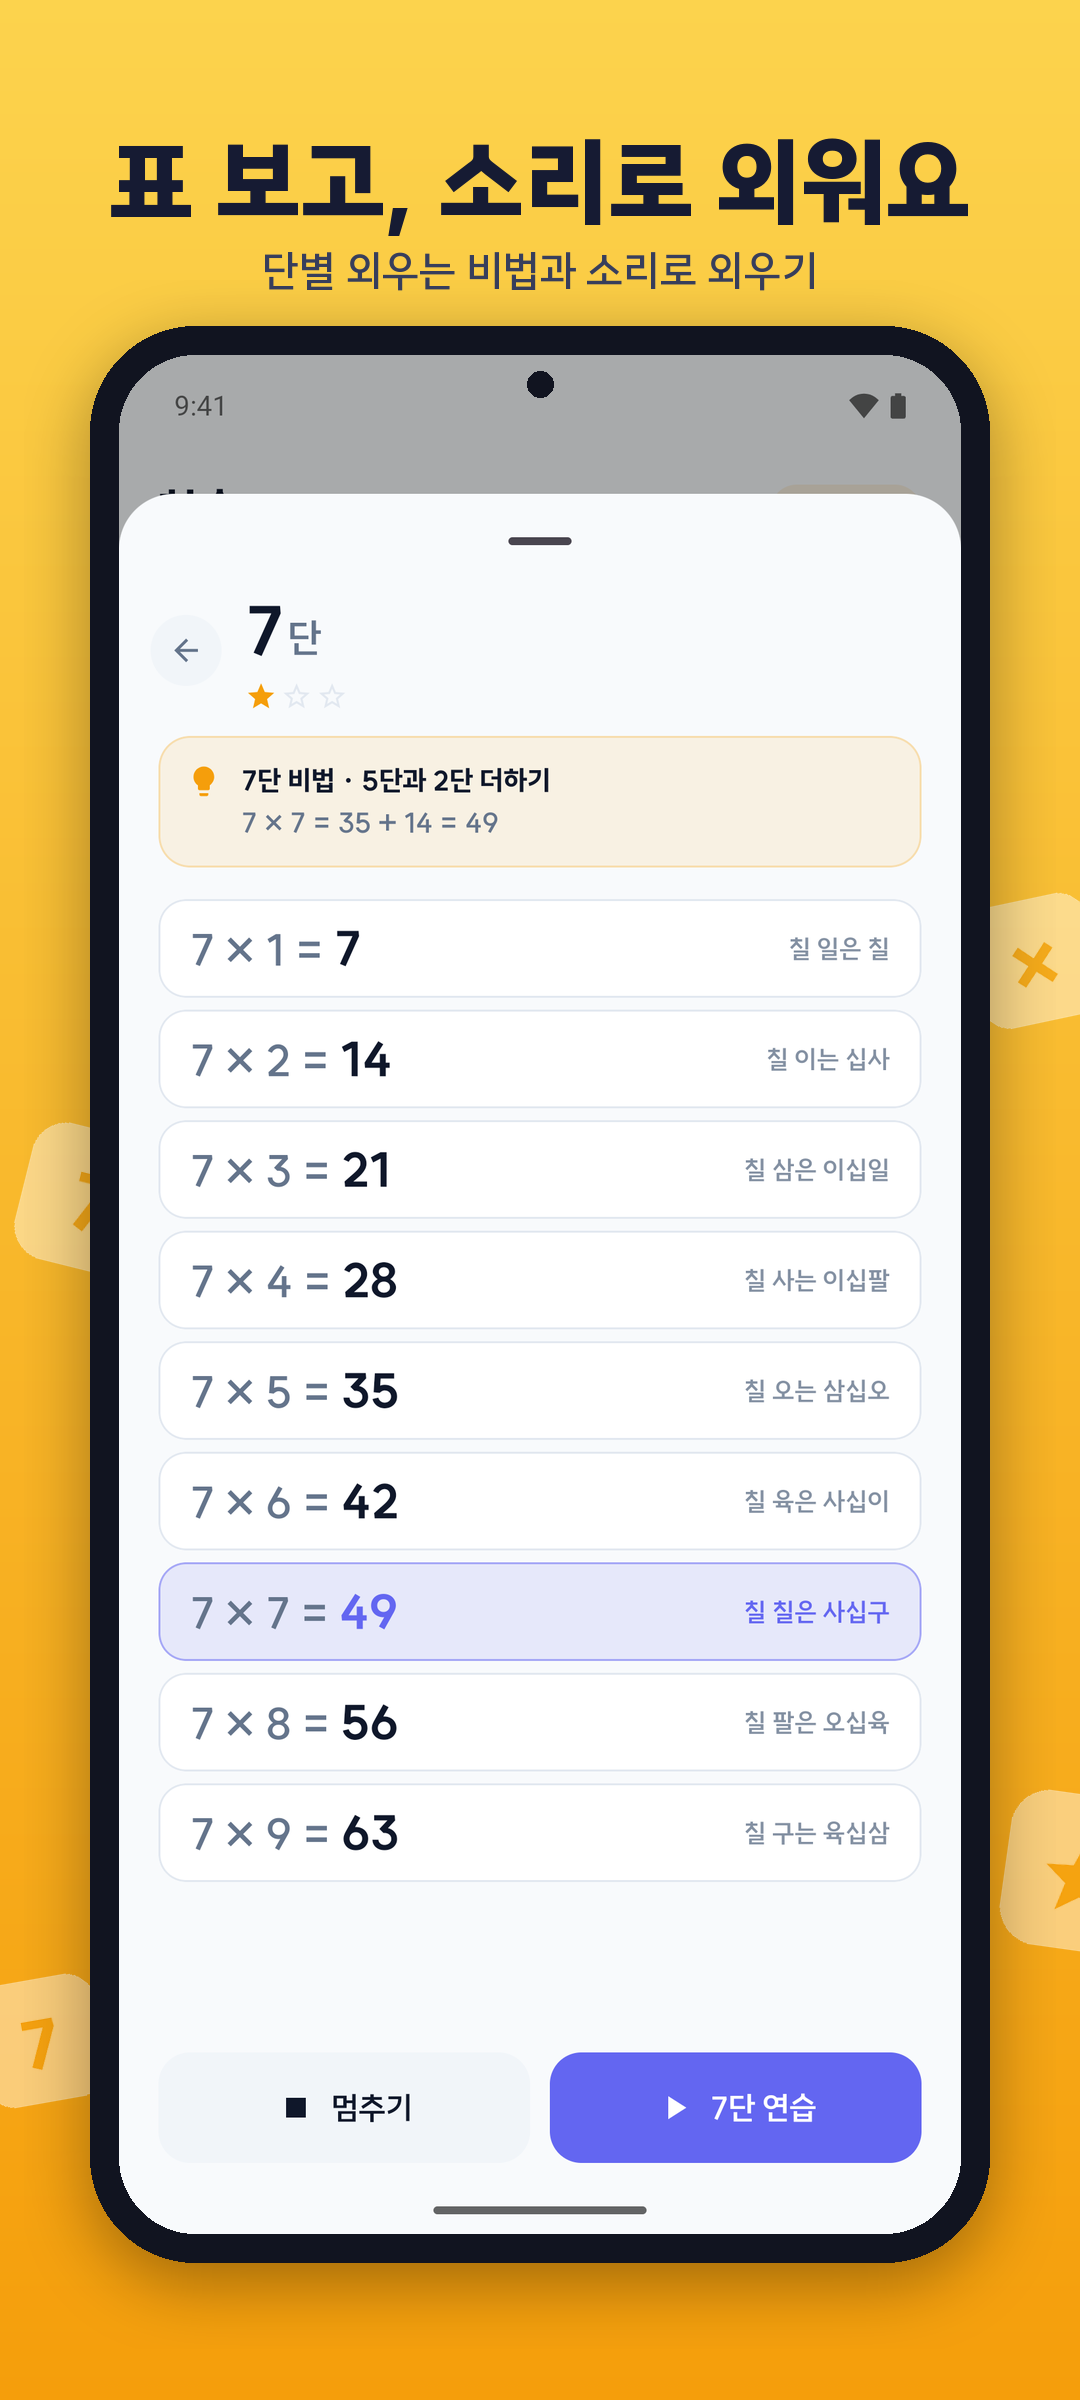 표 보고, 소리로 외워요
단별 외우는 비법과 소리로 외우기
9:41
7단
7단 비법 · 5단과 2단 더하기
7 × 7 = 35 + 14 = 49
7 × 1 = 7 칠 일은 칠
7 × 2 = 14 칠 이는 십사
7 × 3 = 21 칠 삼은 이십일
7 × 4 = 28 칠 사는 이십팔
7 × 5 = 35 칠 오는 삼십오
7 × 6 = 42 칠 육은 사십이
7 × 7 = 49 칠 칠은 사십구
7 × 8 = 56 칠 팔은 오십육
7 × 9 = 63 칠 구는 육십삼
×
7
멈추기
7단 연습